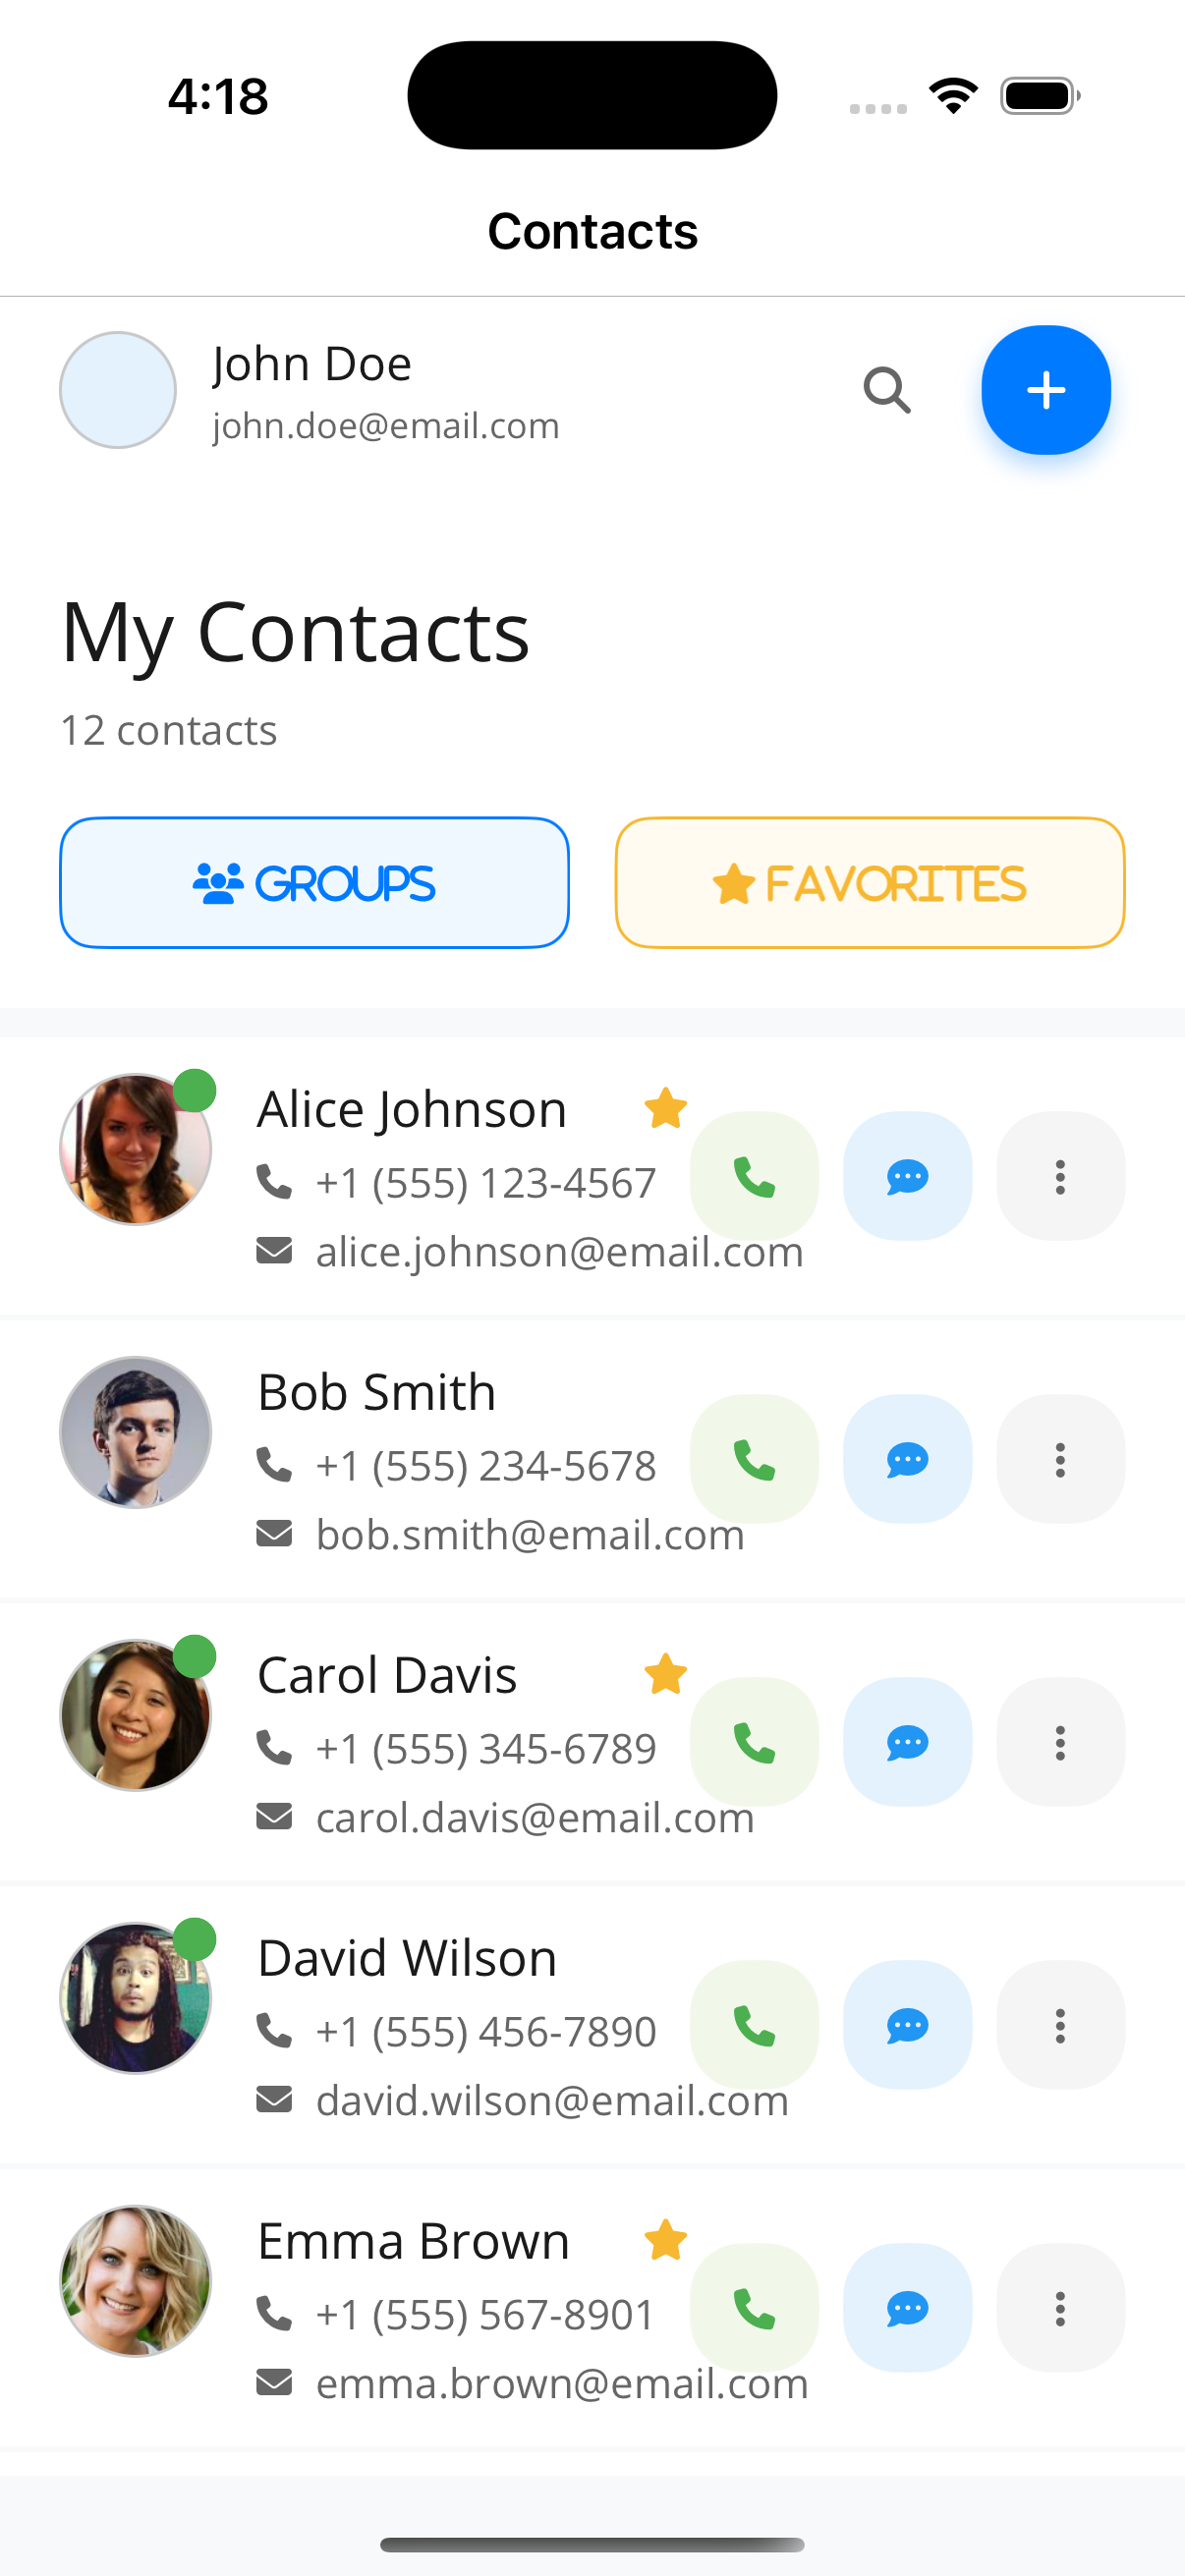 4:18
Contacts
John Doe
john.doe@email.com
My Contacts
12 contacts
GROUPS
FAVORITES
Alice Johnson
+1 (555) 123-4567
alice.johnson@email.com
Bob Smith
+1 (555) 234-5678
bob.smith@email.com
Carol Davis
+1 (555) 345-6789
carol.davis@email.com
David Wilson
+1 (555) 456-7890
david.wilson@email.com
Emma Brown
+1 (555) 567-8901
emma.brown@email.com